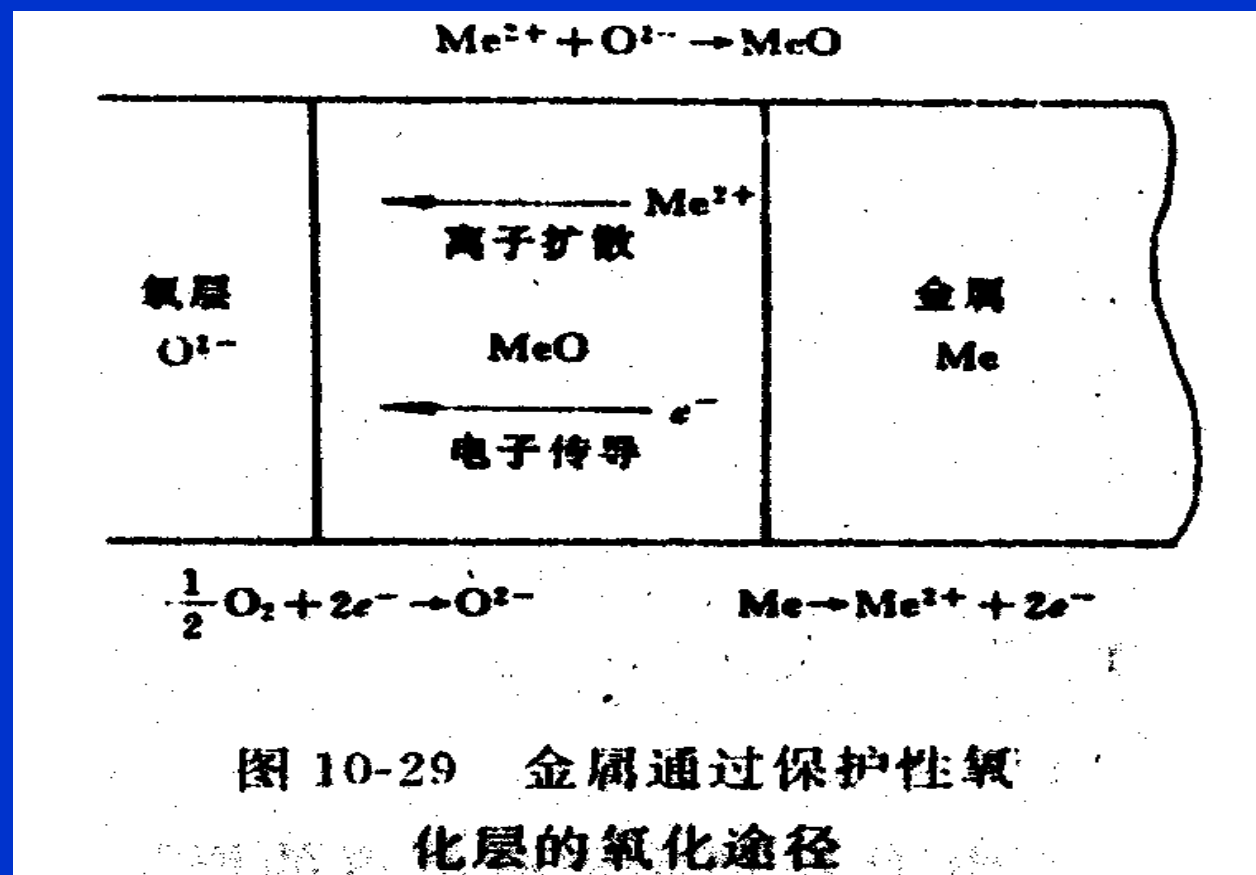 Me²⁺+O²⁻→MeO
Me²⁺
离子扩散
氧层
O²⁻
MeO
金属
Me
e⁻
电子传导
1/2 O₂+2e⁻→O²⁻
Me→Me²⁺+2e⁻
图 10-29 金属通过保护性氧
化层的氧化途径